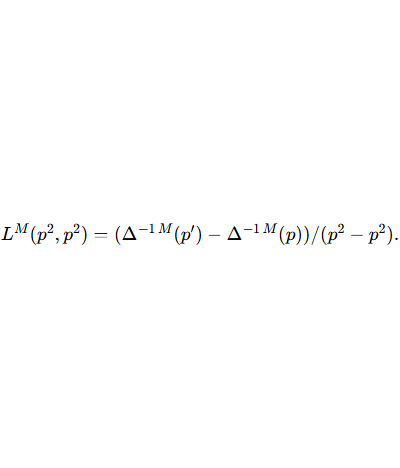 L^M(p^2, p^2) = (Δ^{-1 M}(p′) − Δ^{-1 M}(p))/(p^2 − p^2).